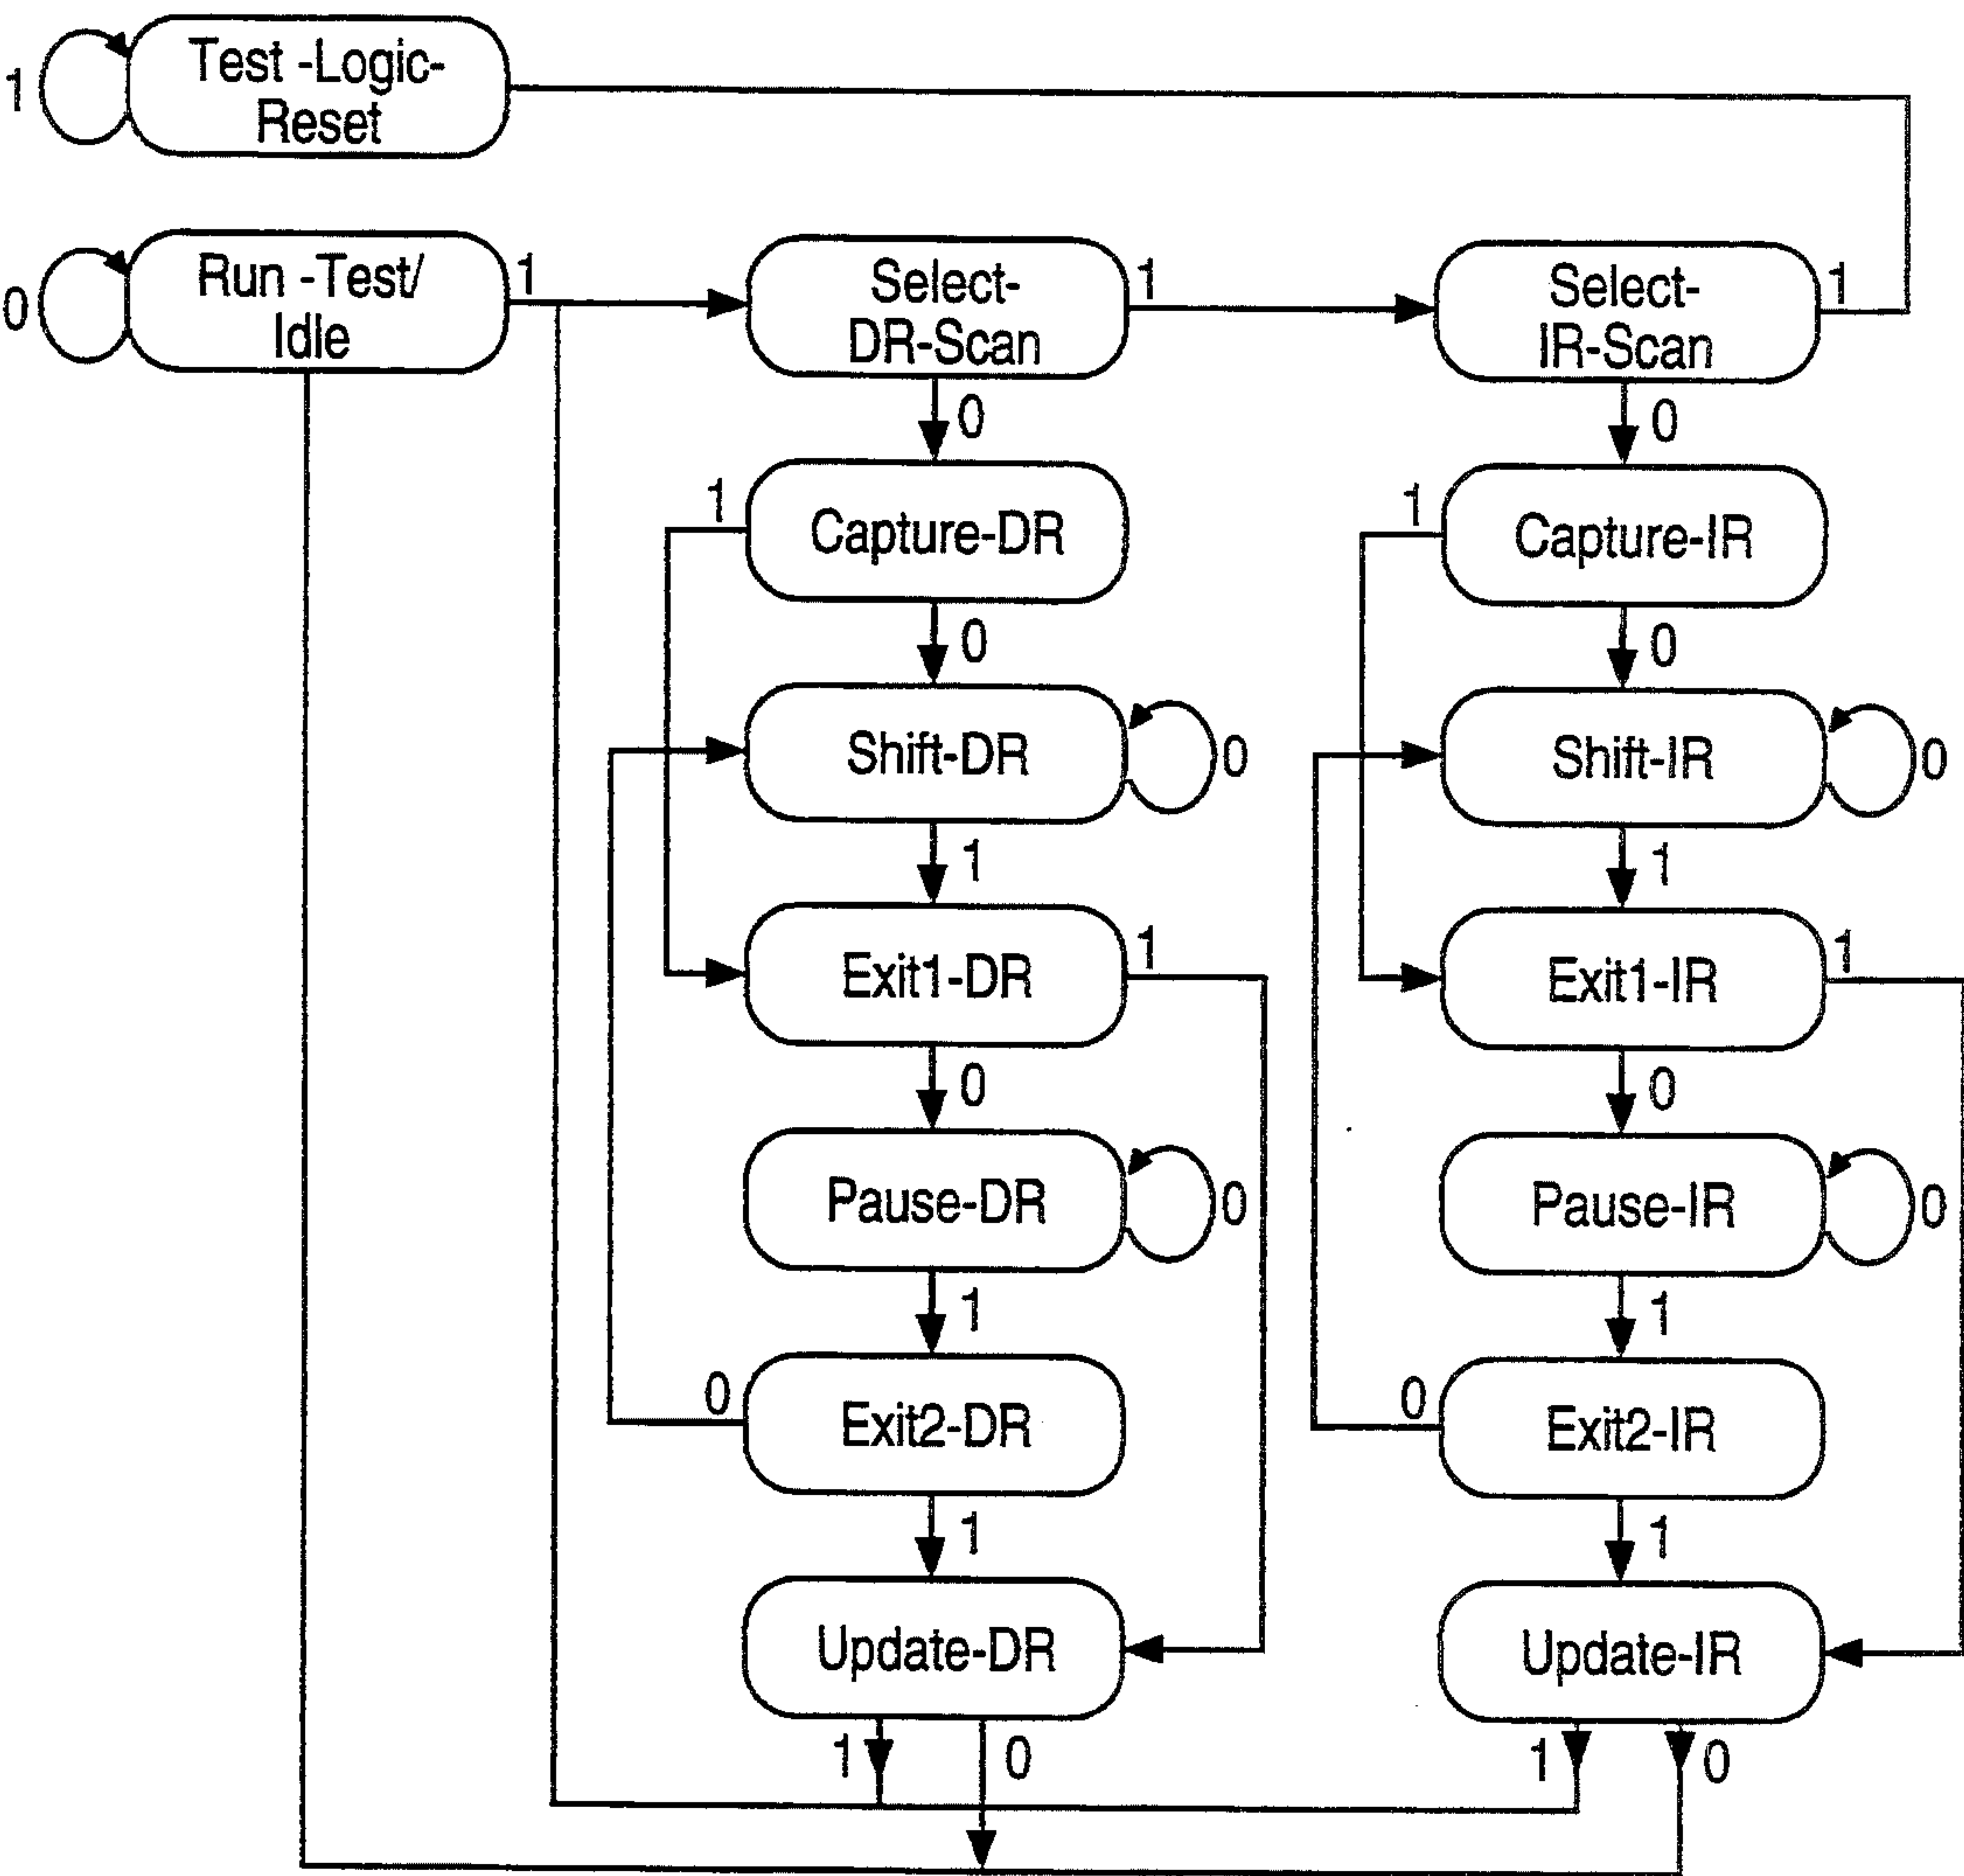 Test -Logic-
Reset
1
Run -Test/
Idle
0
1
Select-
DR-Scan
1
Select-
IR-Scan
1
0
0
1
Capture-DR
1
Capture-IR
0
0
Shift-DR
0
Shift-IR
0
1
1
Exit1-DR
1
Exit1-IR
1
0
0
Pause-DR
0
Pause-IR
0
1
1
0
Exit2-DR
0
Exit2-IR
1
1
Update-DR
Update-IR
1
0
1
0